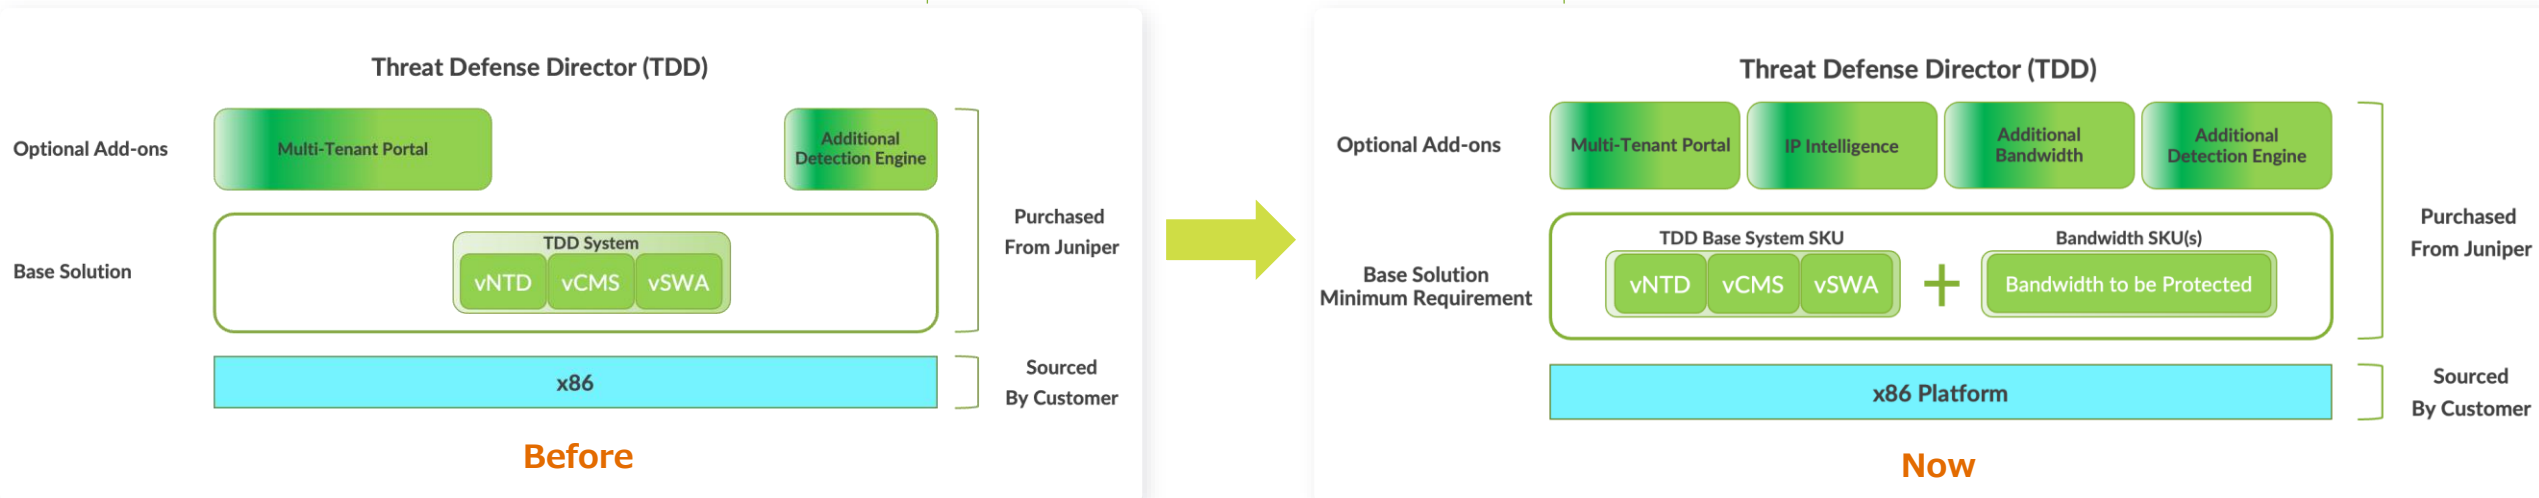 Threat Defense Director (TDD)
Optional Add-ons
Multi-Tenant Portal
Additional
Detection Engine
Purchased
From Juniper
Base Solution
TDD System
vNTD
vCMS
vSWA
x86
Sourced
By Customer
Before
Threat Defense Director (TDD)
Optional Add-ons
Multi-Tenant Portal
IP Intelligence
Additional
Bandwidth
Additional
Detection Engine
Purchased
From Juniper
Base Solution
Minimum Requirement
TDD Base System SKU
vNTD
vCMS
vSWA
+
Bandwidth SKU(s)
Bandwidth to be Protected
x86 Platform
Sourced
By Customer
Now